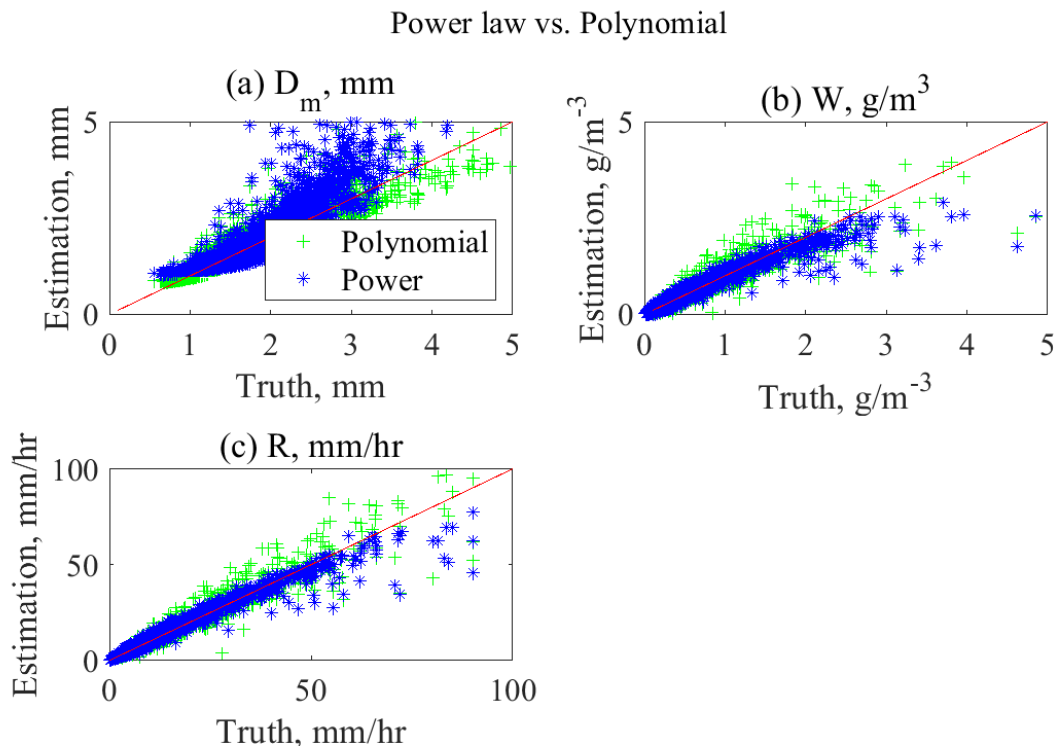 Power law vs. Polynomial
(a) D_m, mm
Estimation, mm
5
0
0 1 2 3 4 5
Truth, mm
+ Polynomial
* Power
(b) W, g/m^3
Estimation, g/m^-3
5
0
0 1 2 3 4 5
Truth, g/m^-3
(c) R, mm/hr
Estimation, mm/hr
100
50
0
0 50 100
Truth, mm/hr